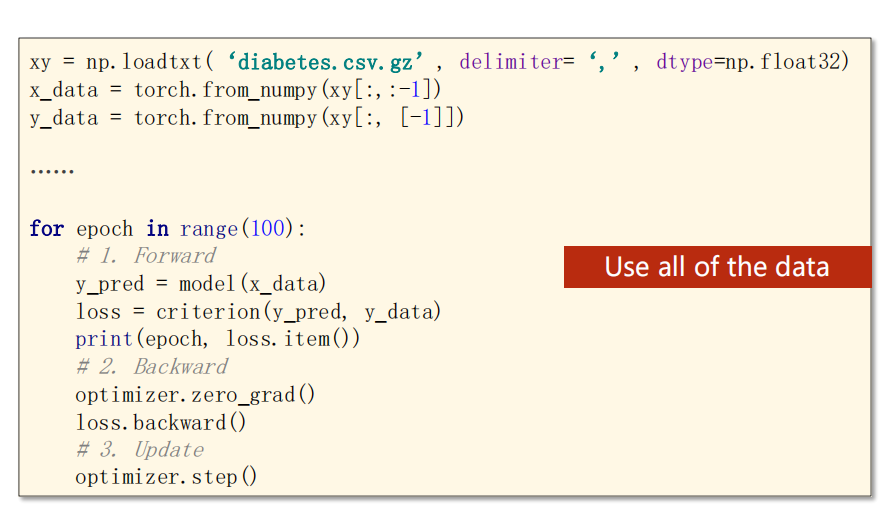 xy = np.loadtxt( ‘diabetes.csv.gz’ , delimiter= ‘,’ , dtype=np.float32)
x_data = torch.from_numpy(xy[:,:-1])
y_data = torch.from_numpy(xy[:, [-1]])
……
for epoch in range(100):
    # 1. Forward
    y_pred = model(x_data)
Use all of the data
    loss = criterion(y_pred, y_data)
    print(epoch, loss.item())
    # 2. Backward
    optimizer.zero_grad()
    loss.backward()
    # 3. Update
    optimizer.step()